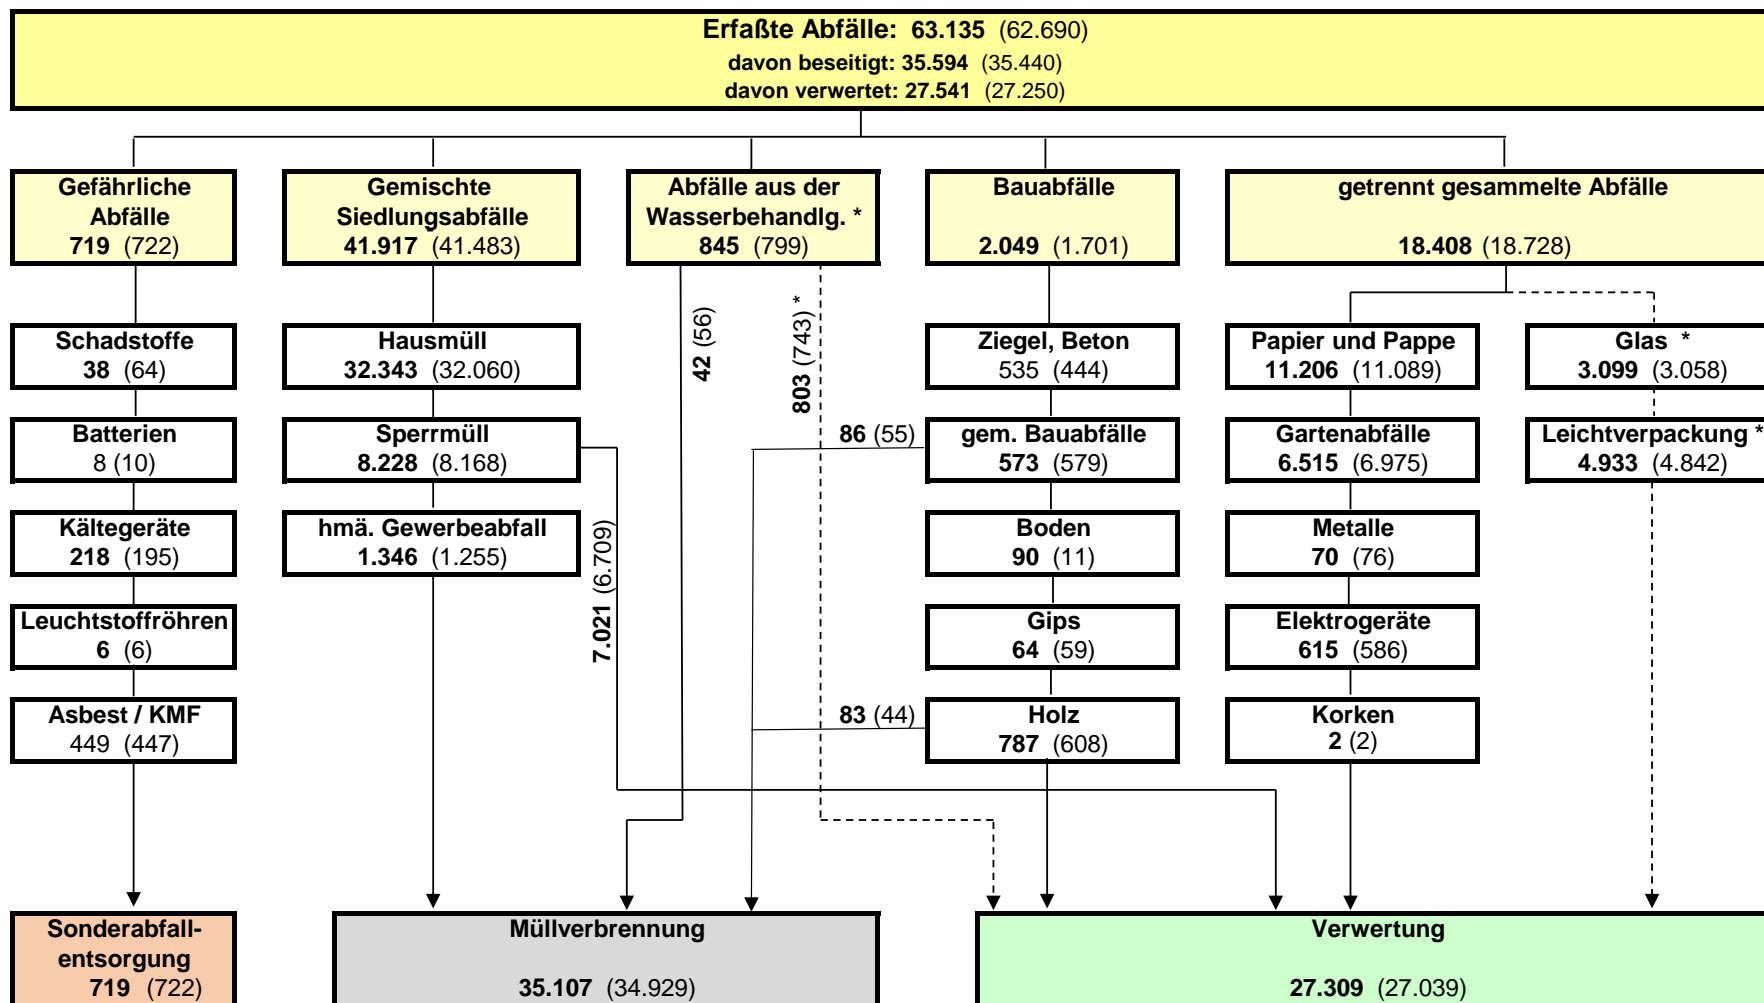 Erfaßte Abfälle: 63.135 (62.690)
davon beseitigt: 35.594 (35.440)
davon verwertet: 27.541 (27.250)
Gefährliche
Abfälle
719 (722)
Gemischte
Siedlungsabfälle
41.917 (41.483)
Abfälle aus der
Wasserbehandlg. *
845 (799)
Bauabfälle
2.049 (1.701)
getrennt gesammelte Abfälle
18.408 (18.728)
Schadstoffe
38 (64)
Hausmüll
32.343 (32.060)
42 (56)
803 (743) *
Ziegel, Beton
535 (444)
Papier und Pappe
11.206 (11.089)
Glas *
3.099 (3.058)
Batterien
8 (10)
Sperrmüll
8.228 (8.168)
86 (55)
gem. Bauabfälle
573 (579)
Gartenabfälle
6.515 (6.975)
Leichtverpackung *
4.933 (4.842)
Kältegeräte
218 (195)
hmä. Gewerbeabfall
1.346 (1.255)
7.021 (6.709)
Boden
90 (11)
Metalle
70 (76)
Leuchtstoffröhren
6 (6)
Gips
64 (59)
Elektrogeräte
615 (586)
Asbest / KMF
449 (447)
83 (44)
Holz
787 (608)
Korken
2 (2)
Sonderabfall-
entsorgung
719 (722)
Müllverbrennung
35.107 (34.929)
Verwertung
27.309 (27.039)